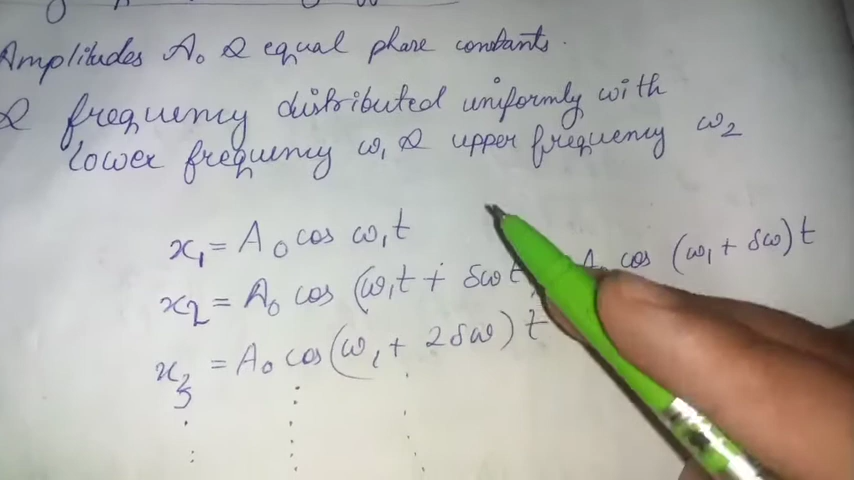 Amplitudes A₀ & equal phase constants.
& frequency distributed uniformly with
lower frequency ω₁ & upper frequency ω₂
x₁ = A₀ cos ω₁t
x₂ = A₀ cos (ω₁t + δωt A₀ cos (ω₁ + δω)t
x₃ = A₀ cos (ω₁ + 2δω) t